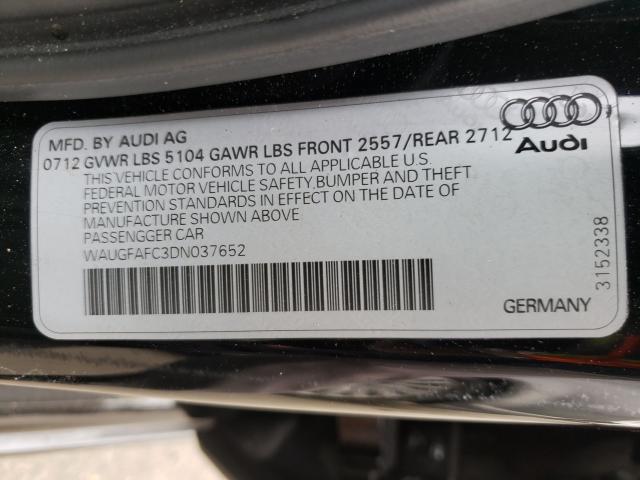 MFD. BY AUDI AG
0712 GVWR LBS 5104 GAWR LBS FRONT 2557/REAR 2712
Audi
THIS VEHICLE CONFORMS TO ALL APPLICABLE U.S.
FEDERAL MOTOR VEHICLE SAFETY,BUMPER AND THEFT
PREVENTION STANDARDS IN EFFECT ON THE DATE OF
MANUFACTURE SHOWN ABOVE
PASSENGGER CAR
WAUGFAFC3DN037652
3152338
GERMANY